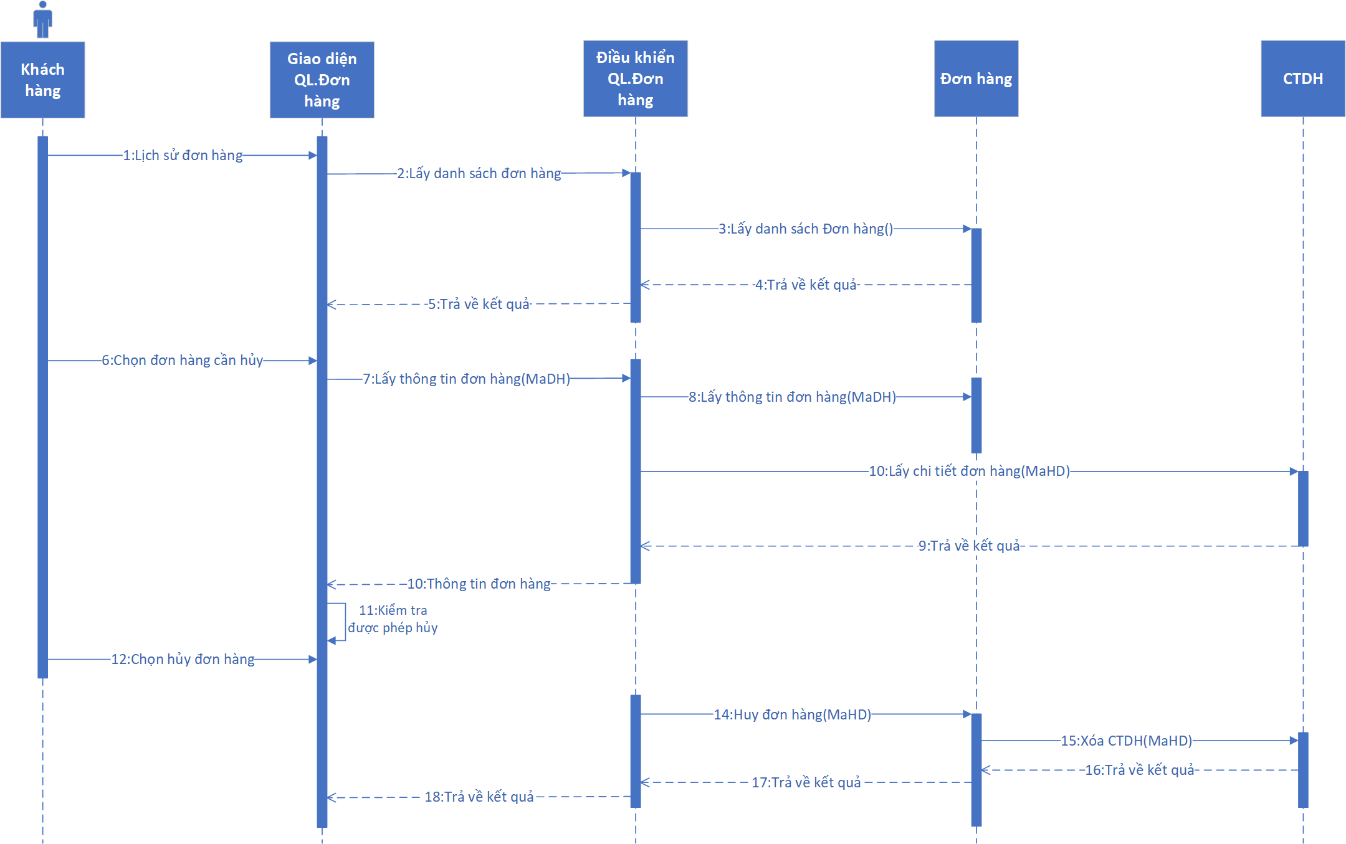 Khách
hàng
Giao diện
QL.Đơn
hàng
Điều khiển
QL.Đơn
hàng
Đơn hàng
CTDH
1:Lịch sử đơn hàng
2:Lấy danh sách đơn hàng
3:Lấy danh sách Đơn hàng()
4:Trả về kết quả
5:Trả về kết quả
6:Chọn đơn hàng cần hủy
7:Lấy thông tin đơn hàng(MaDH)
8:Lấy thông tin đơn hàng(MaDH)
10:Lấy chi tiết đơn hàng(MaHD)
9:Trả về kết quả
10:Thông tin đơn hàng
11:Kiểm tra
được phép hủy
12:Chọn hủy đơn hàng
14:Huy đơn hàng(MaHD)
15:Xóa CTDH(MaHD)
16:Trả về kết quả
17:Trả về kết quả
18:Trả về kết quả